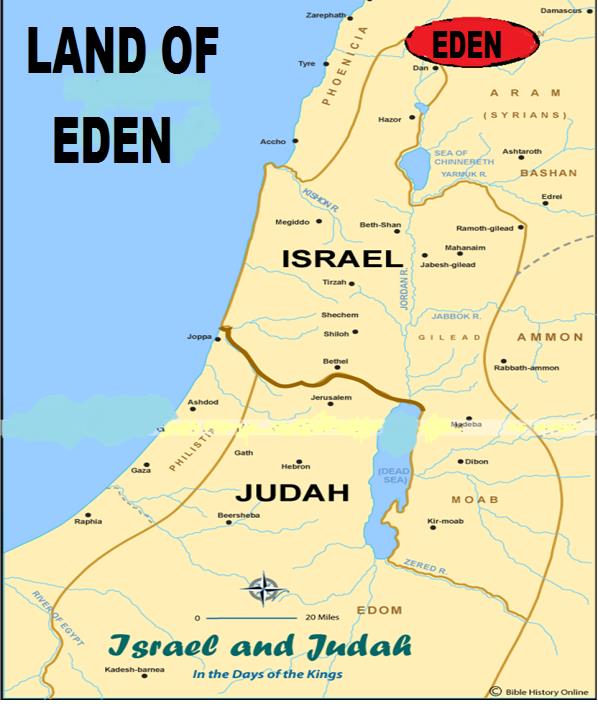 LAND OF
EDEN
Zarephath
Damascus
EDEN
Tyre
PHOENICIA
Dan
ARAM
(SYRIANS)
Hazor
Accho
SEA OF
CHINNERETH
Ashtaroth
YARMUK R.
BASHAN
Edrei
KISHON R.
Megiddo
Beth-Shan
Ramoth-gilead
Mahanaim
ISRAEL
Jabesh-gilead
Tirzah
JORDAN R.
Shechem
JABBOK R.
Joppa
Shiloh
GILEAD
AMMON
Bethel
Rabbath-ammon
Ashdod
Jerusalem
Madeba
PHILISTIA
Gath
Hebron
Gaza
(DEAD
SEA)
Dibon
JUDAH
MOAB
Raphia
Beersheba
Kir-moab
ZERED R.
RIVER OF EGYPT
0
20 Miles
EDOM
Israel and Judah
Kadesh-barnea
In the Days of the Kings
© Bible History Online